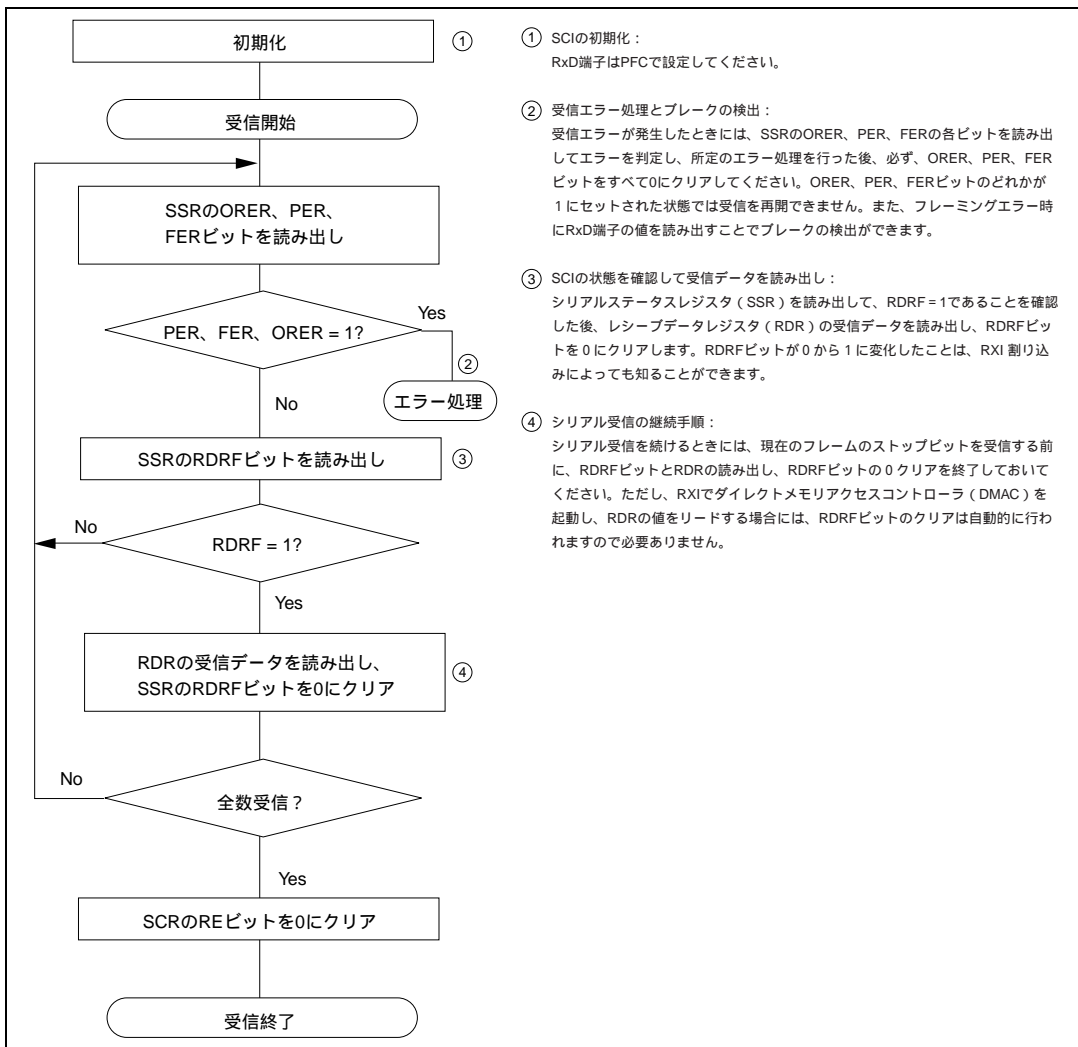 初期化
①
受信開始
SSRのORER、PER、
FERビットを読み出し
PER、FER、ORER = 1?
Yes
②
エラー処理
No
SSRのRDRFビットを読み出し
③
No
RDRF = 1?
Yes
RDRの受信データを読み出し、
SSRのRDRFビットを0にクリア
④
No
全数受信？
Yes
SCRのREビットを0にクリア
受信終了
① SCIの初期化：
RxD端子はPFCで設定してください。
② 受信エラー処理とブレークの検出：
受信エラーが発生したときには、SSRのORER、PER、FERの各ビットを読み出
してエラーを判定し、所定のエラー処理を行った後、必ず、ORER、PER、FER
ビットをすべて0にクリアしてください。ORER、PER、FERビットのどれかが
1にセットされた状態では受信を再開できません。また、フレーミングエラー時
にRxD端子の値を読み出すことでブレークの検出ができます。
③ SCIの状態を確認して受信データを読み出し：
シリアルステータスレジスタ（SSR）を読み出して、RDRF = 1であることを確認
した後、レシーブデータレジスタ（RDR）の受信データを読み出し、RDRFビッ
トを 0 にクリアします。RDRFビットが 0 から 1 に変化したことは、RXI 割り込
みによっても知ることができます。
④ シリアル受信の継続手順：
シリアル受信を続けるときには、現在のフレームのストップビットを受信する前
に、RDRFビットとRDRの読み出し、RDRFビットの 0 クリアを終了しておいて
ください。ただし、RXIでダイレクトメモリアクセスコントローラ（DMAC）を
起動し、RDRの値をリードする場合には、RDRFビットのクリアは自動的に行わ
れますので必要ありません。